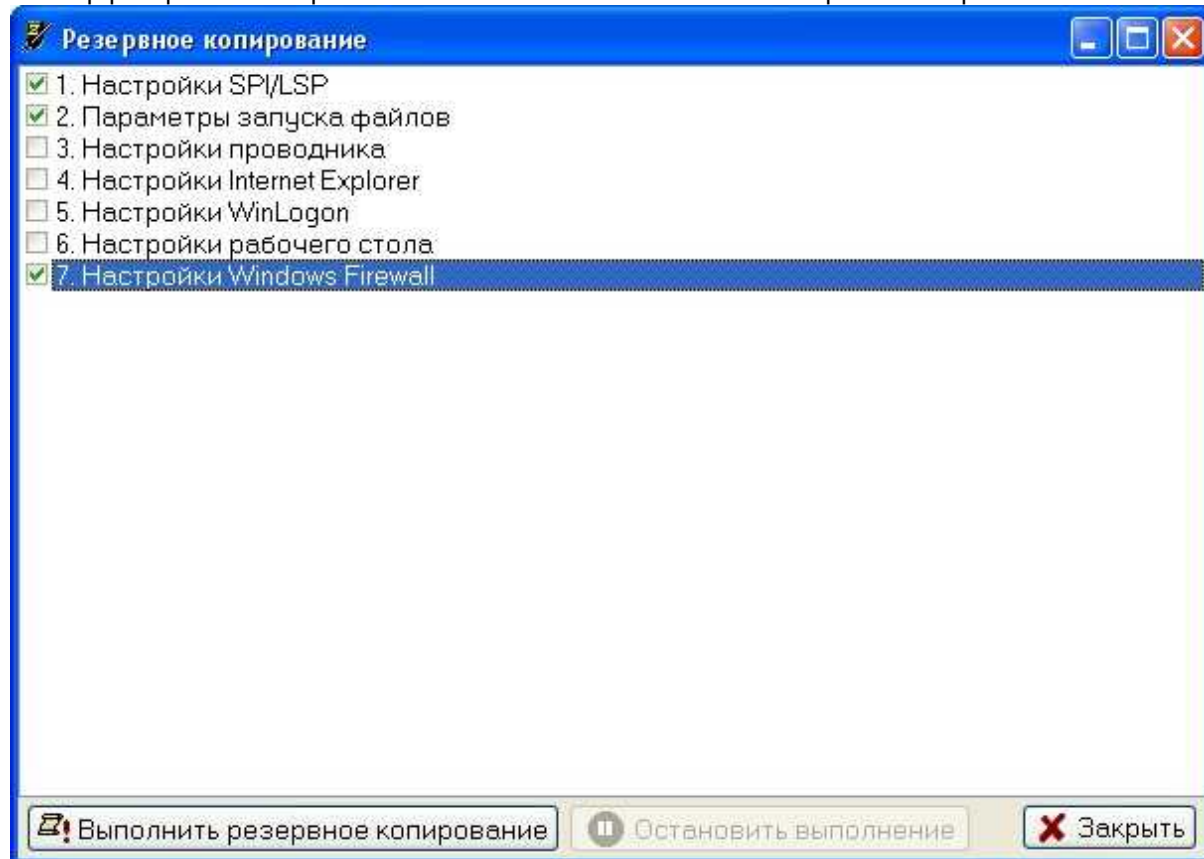 Резервное копирование
1. Настройки SPI/LSP
2. Параметры запуска файлов
3. Настройки проводника
4. Настройки Internet Explorer
5. Настройки WinLogon
6. Настройки рабочего стола
7. Настройки Windows Firewall
Выполнить резервное копирование
Остановить выполнение
Закрыть